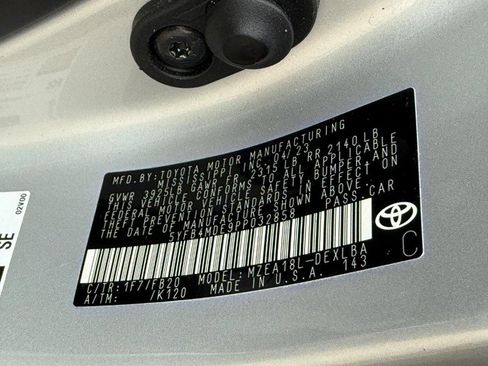 MFD.BY:TOYOTA MOTOR MANUFACTURING
MISSISSIPPI, INC. 04/23
GVWR 3925LB GAWR FR 2315LB RR 2140LB
THIS VEHICLE CONFORMS TO ALL APPLICABLE
FEDERAL MOTOR VEHICLE SAFETY, BUMPER, AND
THEFT PREVENTION STANDARDS IN EFFECT ON
THE DATE OF MANUFACTURE SHOWN ABOVE.
5YFB4MDE9PP032858 PASS.CAR
C/TR:1F7/FB20 MODEL:MZEA18L-DEXLBA
A/TM: /K120 MADE IN U.S.A. 143
C
02V00
SE